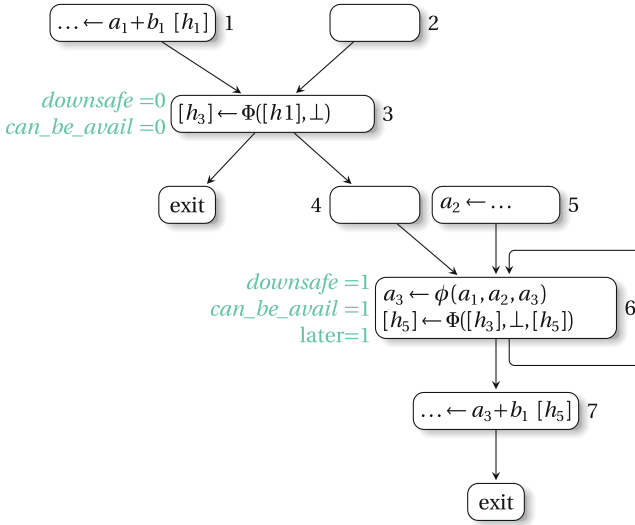 … ← a₁+b₁ [h₁] 1
2
downsafe =0
can_be_avail =0
[h₃] ← Φ([h1],⊥) 3
exit
4
a₂ ← … 5
downsafe =1
can_be_avail =1
later=1
a₃ ← ϕ(a₁,a₂,a₃)
[h₅] ← Φ([h₃],⊥,[h₅]) 6
… ← a₃+b₁ [h₅] 7
exit